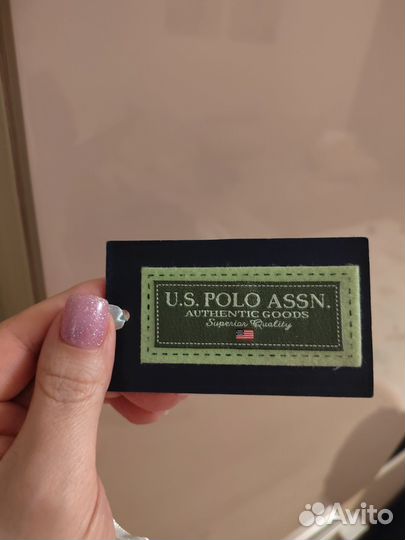 U.S. POLO ASSN.
AUTHENTIC GOODS
Superior Quality
Avito